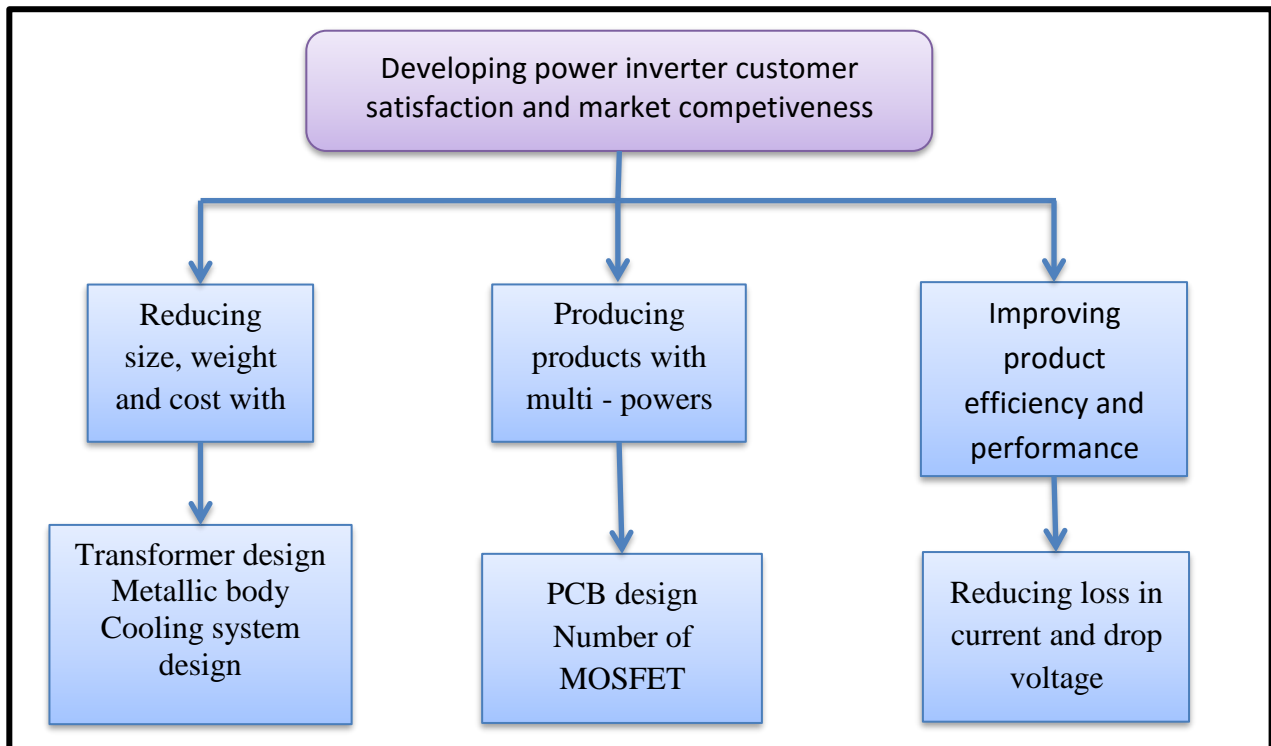 Developing power inverter customer
satisfaction and market competiveness
Reducing
size, weight
and cost with
Producing
products with
multi - powers
Improving
product
efficiency and
performance
Transformer design
Metallic body
Cooling system
design
PCB design
Number of
MOSFET
Reducing loss in
current and drop
voltage